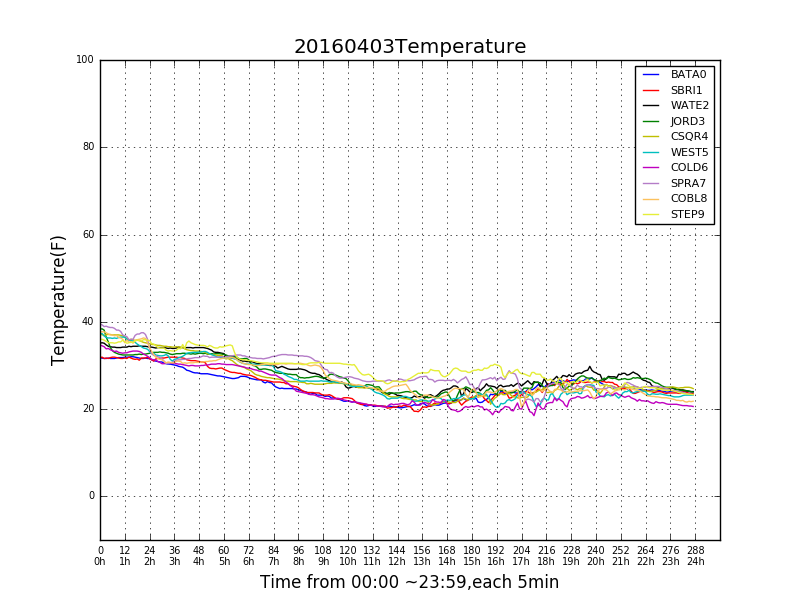 20160403Temperature
BATA0
SBRI1
WATE2
JORD3
CSQR4
WEST5
COLD6
SPRA7
COBL8
STEP9
Temperature(F)
100
80
60
40
20
0
0 12 24 36 48 60 72 84 96 108 120 132 144 156 168 180 192 204 216 228 240 252 264 276 288
0h 1h 2h 3h 4h 5h 6h 7h 8h 9h 10h 11h 12h 13h 14h 15h 16h 17h 18h 19h 20h 21h 22h 23h 24h
Time from 00:00 ~23:59,each 5min